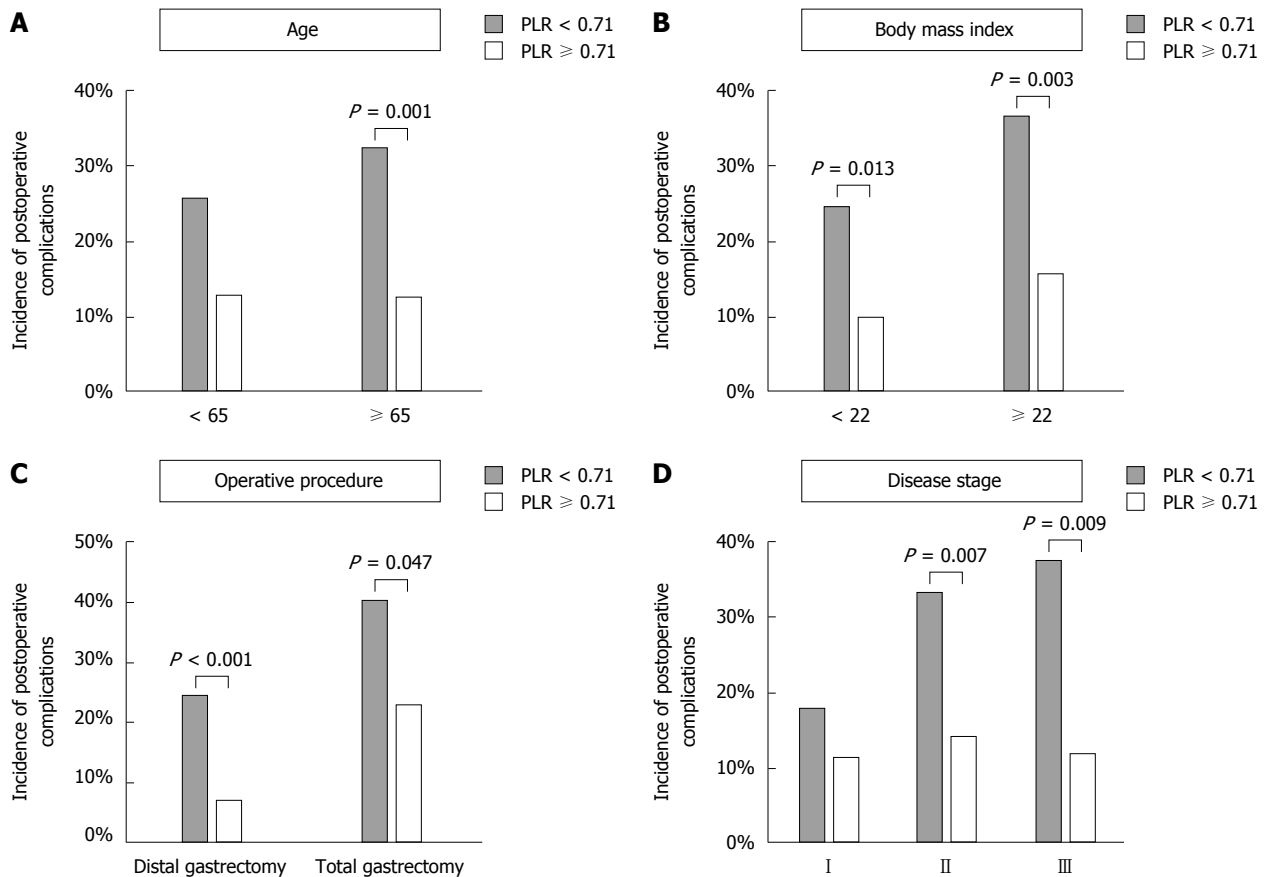 A
Age
PLR < 0.71
PLR ≥ 0.71
40%
30%
20%
10%
0%
Incidence of postoperative
complications
P = 0.001
< 65
≥ 65
B
Body mass index
PLR < 0.71
PLR ≥ 0.71
40%
30%
20%
10%
0%
Incidence of postoperative
complications
P = 0.013
P = 0.003
< 22
≥ 22
C
Operative procedure
PLR < 0.71
PLR ≥ 0.71
50%
40%
30%
20%
10%
0%
Incidence of postoperative
complications
P < 0.001
P = 0.047
Distal gastrectomy
Total gastrectomy
D
Disease stage
PLR < 0.71
PLR ≥ 0.71
40%
30%
20%
10%
0%
Incidence of postoperative
complications
P = 0.007
P = 0.009
Ⅰ
Ⅱ
Ⅲ